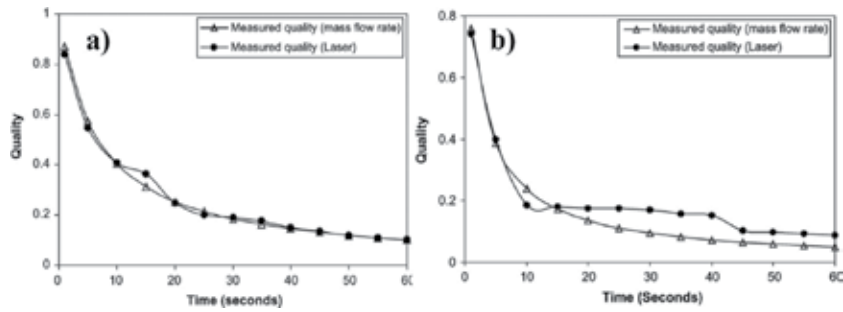 a)
Measured quality (mass flow rate)
Measured quality (Laser)
1
0.8
0.6
0.4
0.2
0
Quality
0 10 20 30 40 50 60
Time (seconds)
b)
Measured quality (mass flow rate)
Measured quality (Laser)
0.8
0.6
0.4
0.2
0
Quality
0 10 20 30 40 50 60
Time (Seconds)